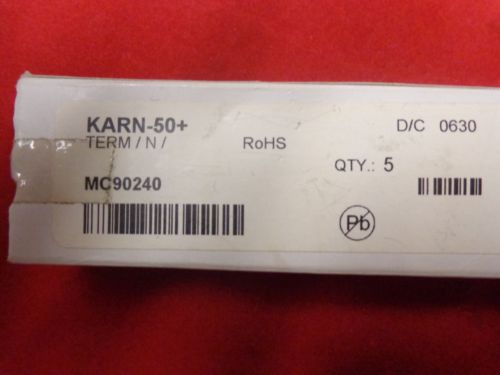 KARN-50+
D/C 0630
TERM / N /
RoHS
QTY.: 5
MC90240
Pb